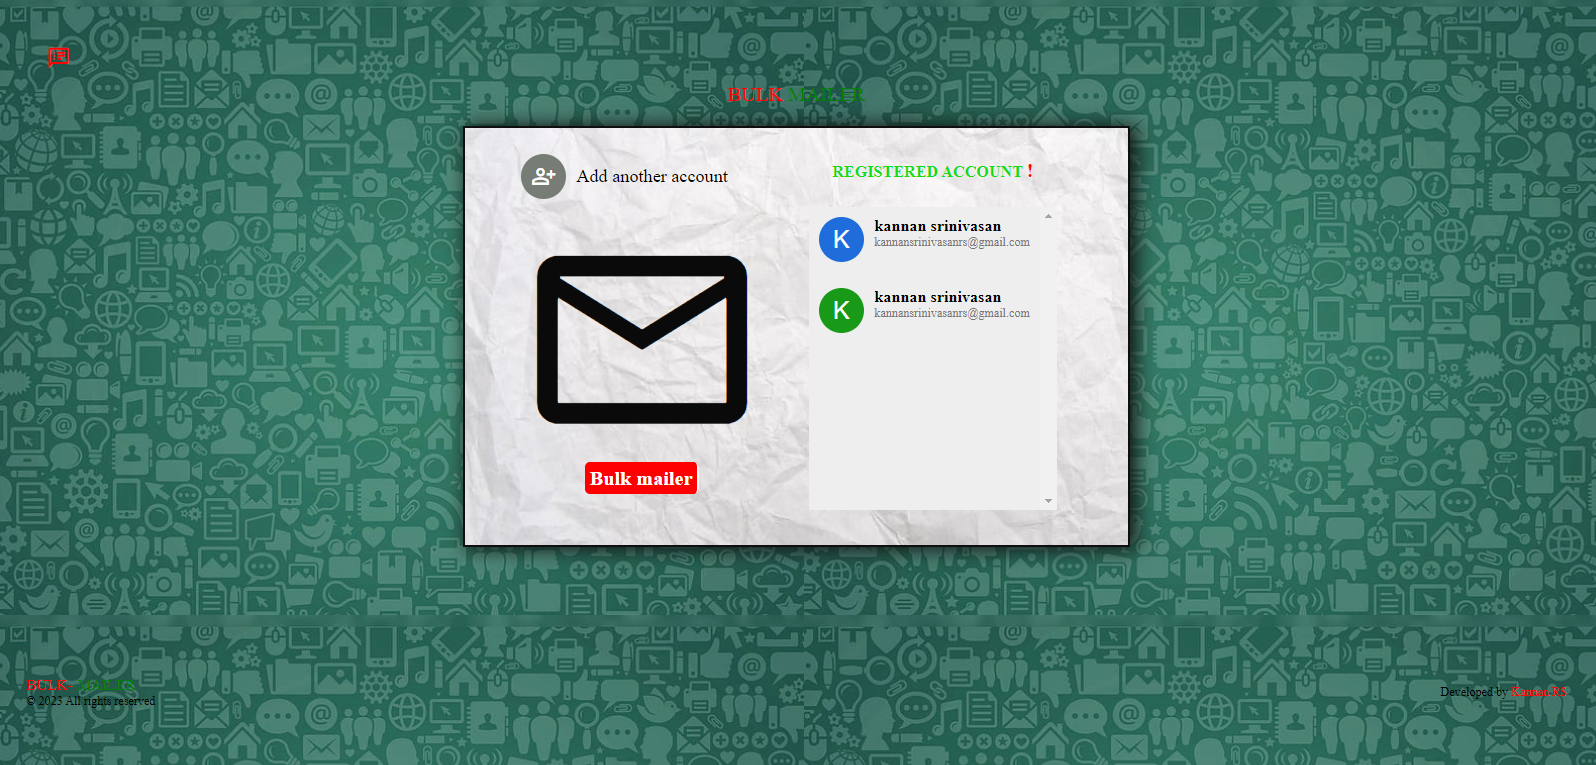 BULK MAILER
Add another account
Bulk mailer
REGISTERED ACCOUNT !
K
kannan srinivasan
kannansrinivasanrs@gmail.com
K
kannan srinivasan
kannansrinivasanrs@gmail.com
BULK-
© 2023 All rights reserved
Developed by Kannan-RS